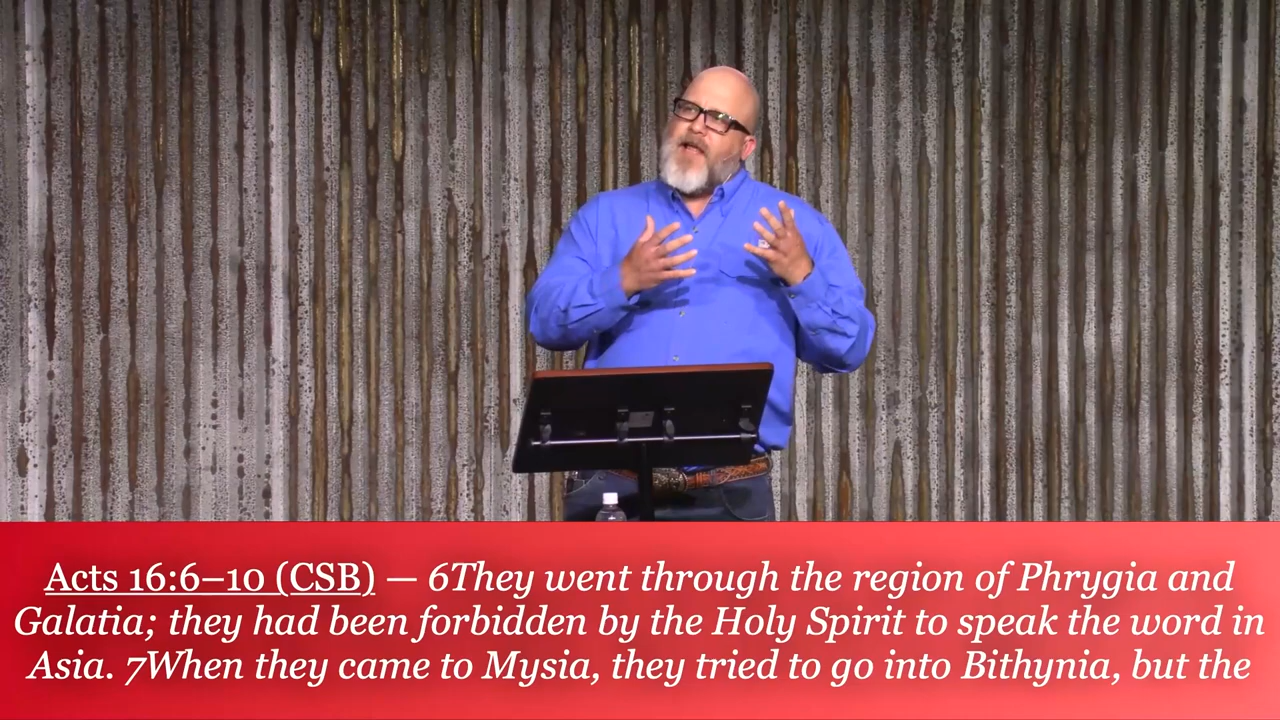 Acts 16:6–10 (CSB) — 6They went through the region of Phrygia and
Galatia; they had been forbidden by the Holy Spirit to speak the word in
Asia. 7When they came to Mysia, they tried to go into Bithynia, but the